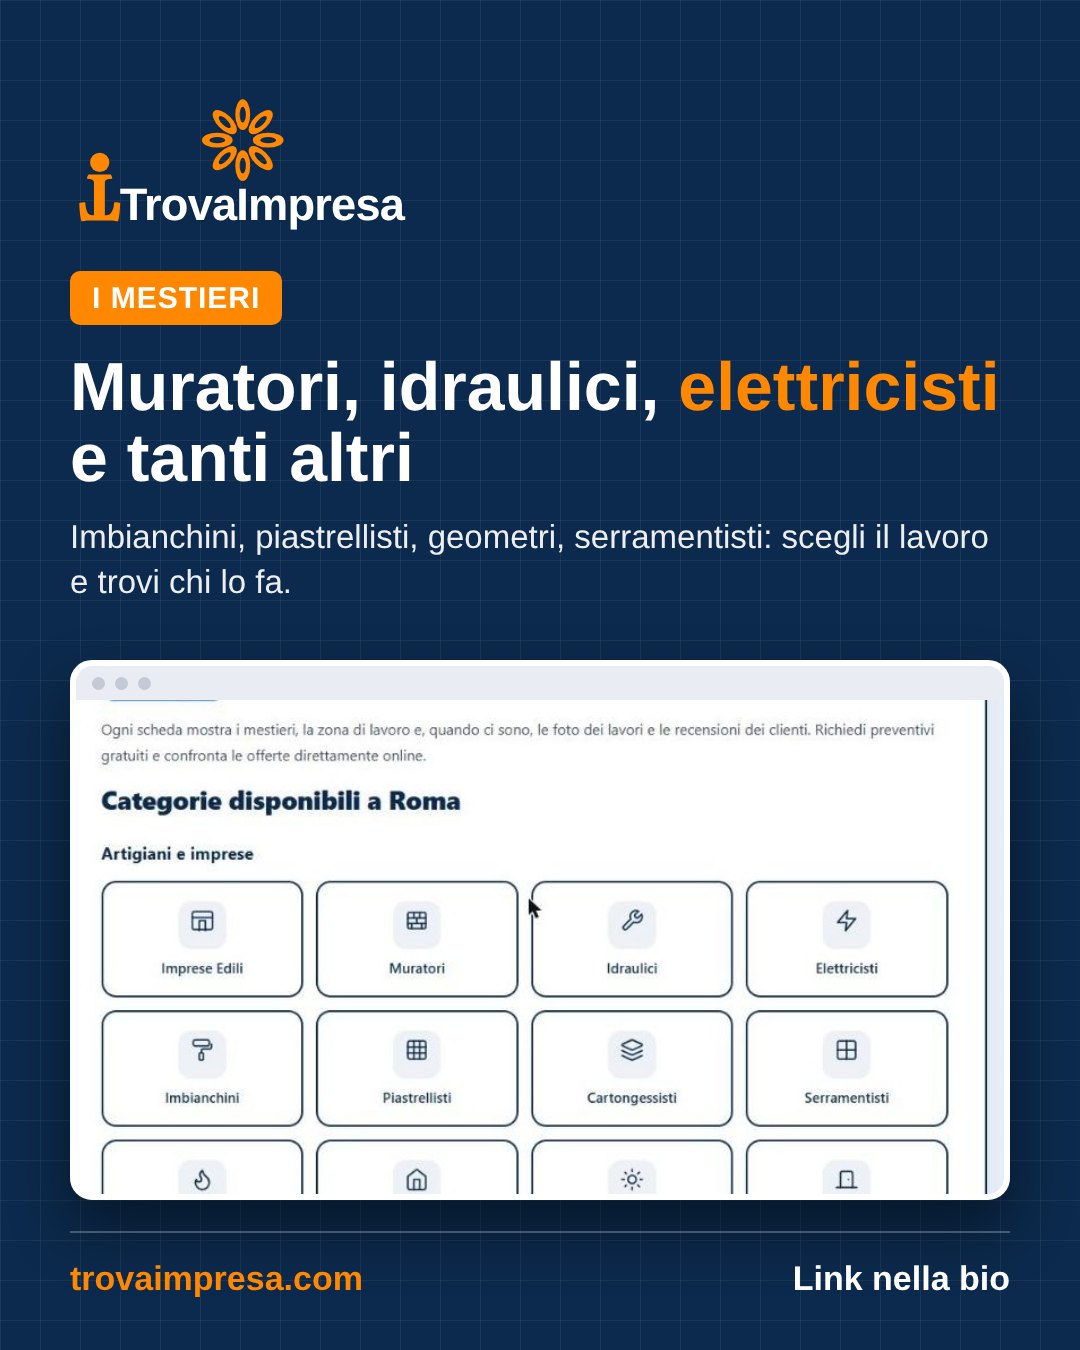 TrovaImpresa
I MESTIERI
Muratori, idraulici, elettricisti
e tanti altri
Imbianchini, piastrellisti, geometri, serramentisti: scegli il lavoro
e trovi chi lo fa.
Ogni scheda mostra i mestieri, la zona di lavoro e, quando ci sono, le foto dei lavori e le recensioni dei clienti. Richiedi preventivi
gratuiti e confronta le offerte direttamente online.
Categorie disponibili a Roma
Artigiani e imprese
Imprese Edili
Muratori
Idraulici
Elettricisti
Imbianchini
Piastrellisti
Cartongessisti
Serramentisti
trovaimpresa.com
Link nella bio